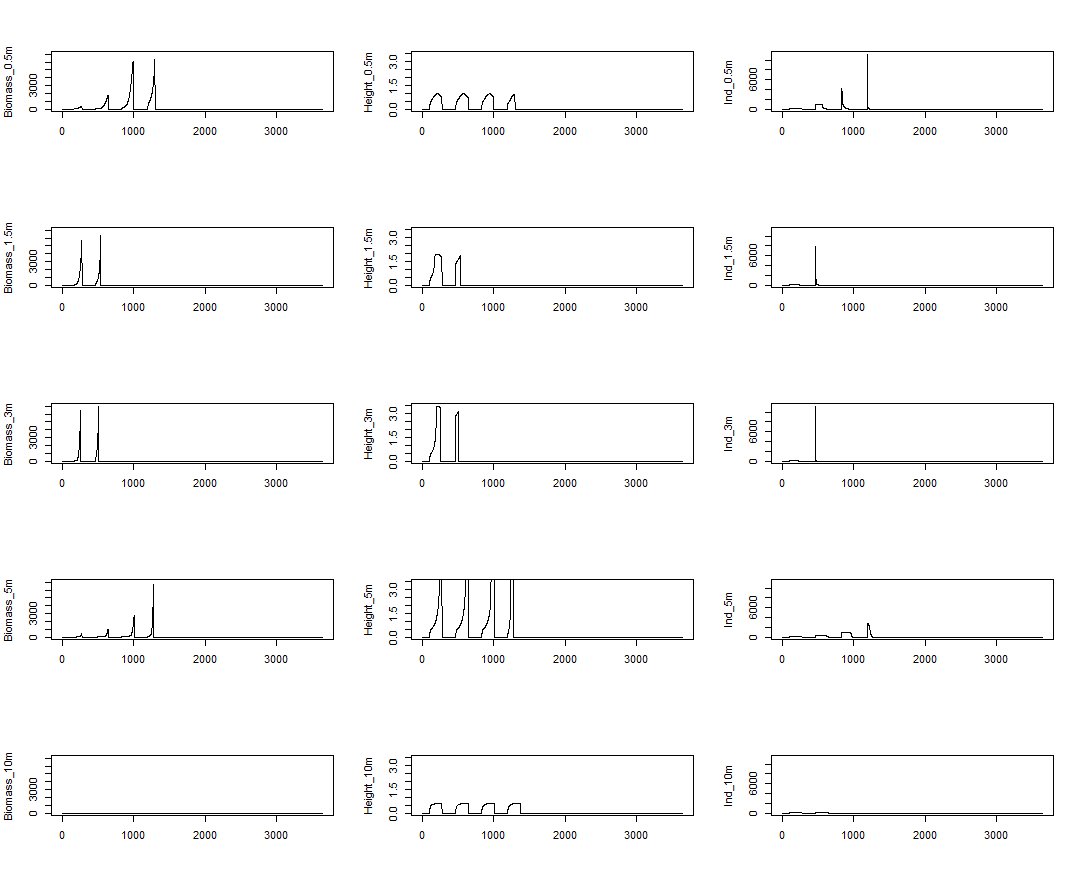 Biomass_0.5m 0 3000 0 1000 2000 3000
Height_0.5m 0.0 1.5 3.0 0 1000 2000 3000
Ind_0.5m 0 6000 0 1000 2000 3000
Biomass_1.5m 0 3000 0 1000 2000 3000
Height_1.5m 0.0 1.5 3.0 0 1000 2000 3000
Ind_1.5m 0 6000 0 1000 2000 3000
Biomass_3m 0 3000 0 1000 2000 3000
Height_3m 0.0 1.5 3.0 0 1000 2000 3000
Ind_3m 0 6000 0 1000 2000 3000
Biomass_5m 0 3000 0 1000 2000 3000
Height_5m 0.0 1.5 3.0 0 1000 2000 3000
Ind_5m 0 6000 0 1000 2000 3000
Biomass_10m 0 3000 0 1000 2000 3000
Height_10m 0.0 1.5 3.0 0 1000 2000 3000
Ind_10m 0 6000 0 1000 2000 3000